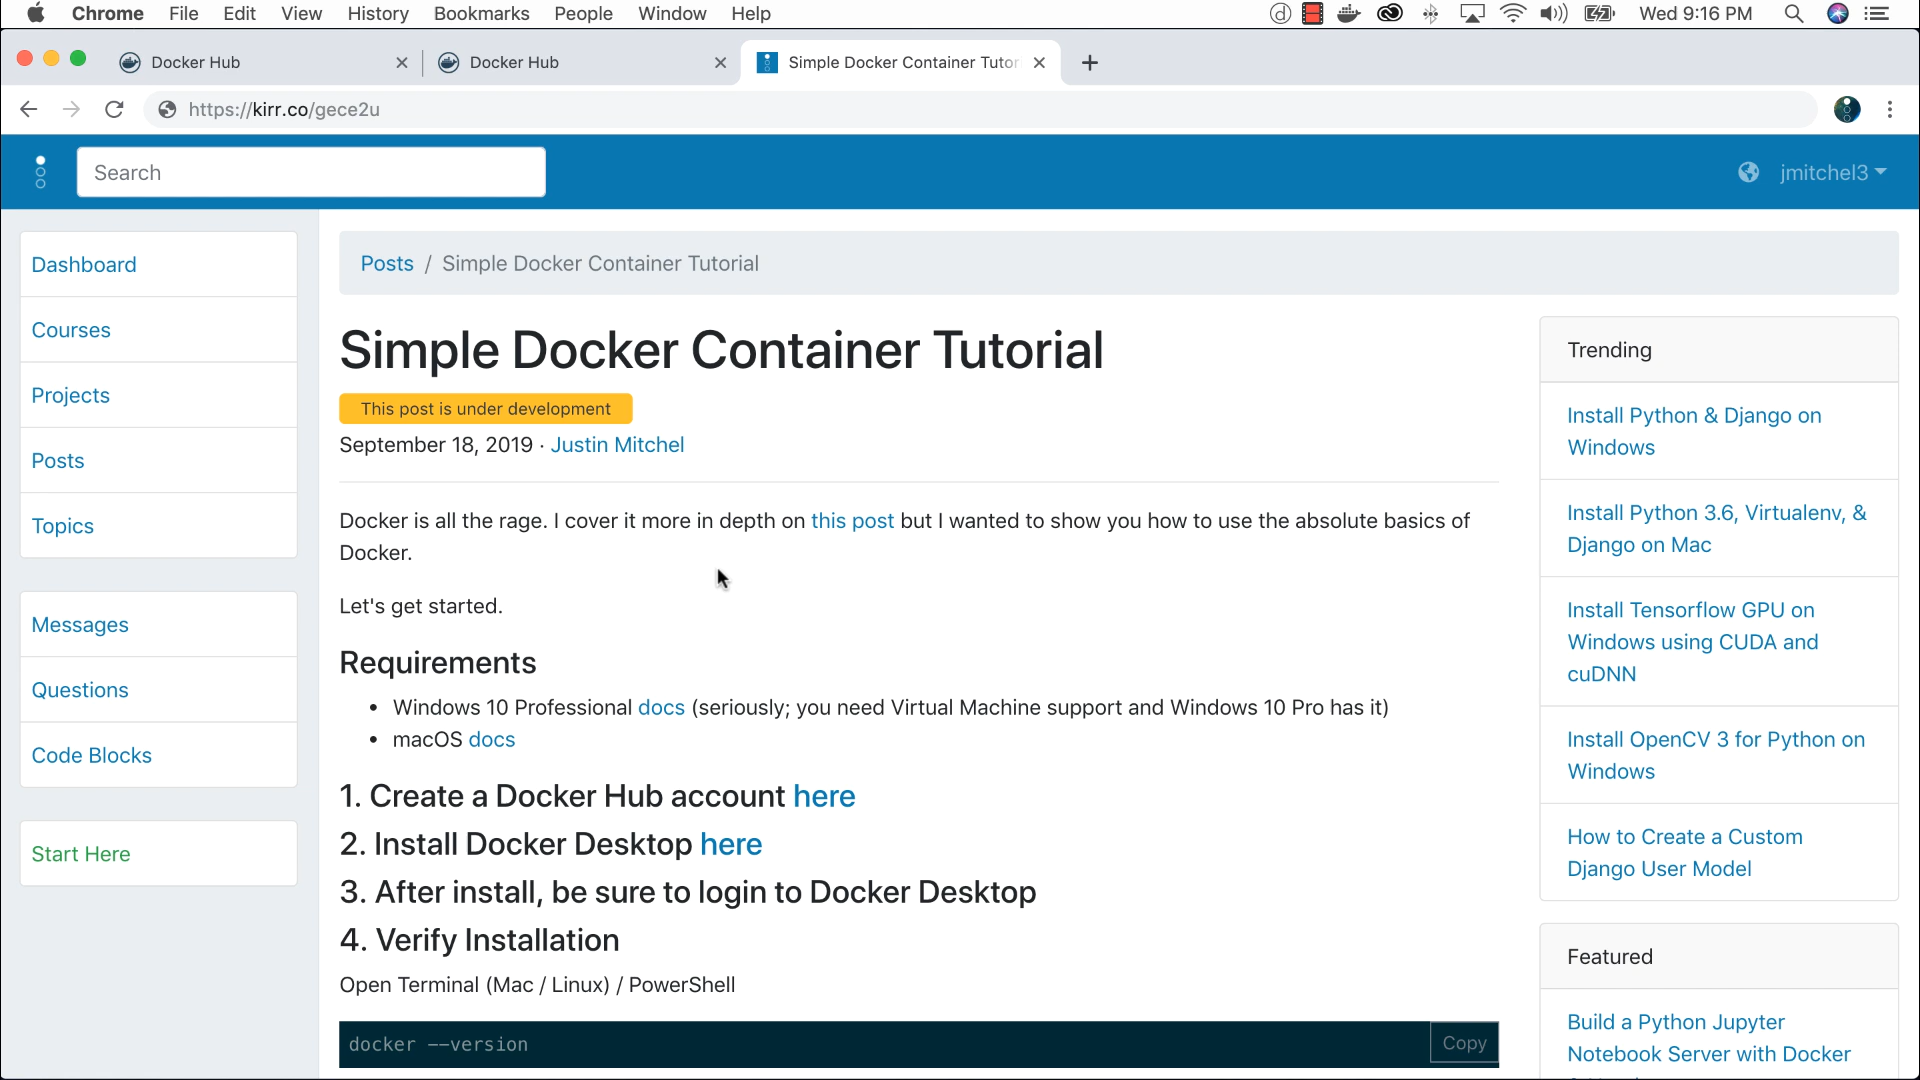 Chrome File Edit View History Bookmarks People Window Help Wed 9:16 PM
Docker Hub Docker Hub Simple Docker Container Tutor
https://kirr.co/gece2u
Search jmitchel3
Dashboard
Courses
Projects
Posts
Topics
Messages
Questions
Code Blocks
Start Here
Posts / Simple Docker Container Tutorial
Simple Docker Container Tutorial
This post is under development
September 18, 2019 · Justin Mitchel
Docker is all the rage. I cover it more in depth on this post but I wanted to show you how to use the absolute basics of
Docker.
Let's get started.
Requirements
• Windows 10 Professional docs (seriously; you need Virtual Machine support and Windows 10 Pro has it)
• macOS docs
1. Create a Docker Hub account here
2. Install Docker Desktop here
3. After install, be sure to login to Docker Desktop
4. Verify Installation
Open Terminal (Mac / Linux) / PowerShell
docker --version Copy
Trending
Install Python & Django on
Windows
Install Python 3.6, Virtualenv, &
Django on Mac
Install Tensorflow GPU on
Windows using CUDA and
cuDNN
Install OpenCV 3 for Python on
Windows
How to Create a Custom
Django User Model
Featured
Build a Python Jupyter
Notebook Server with Docker